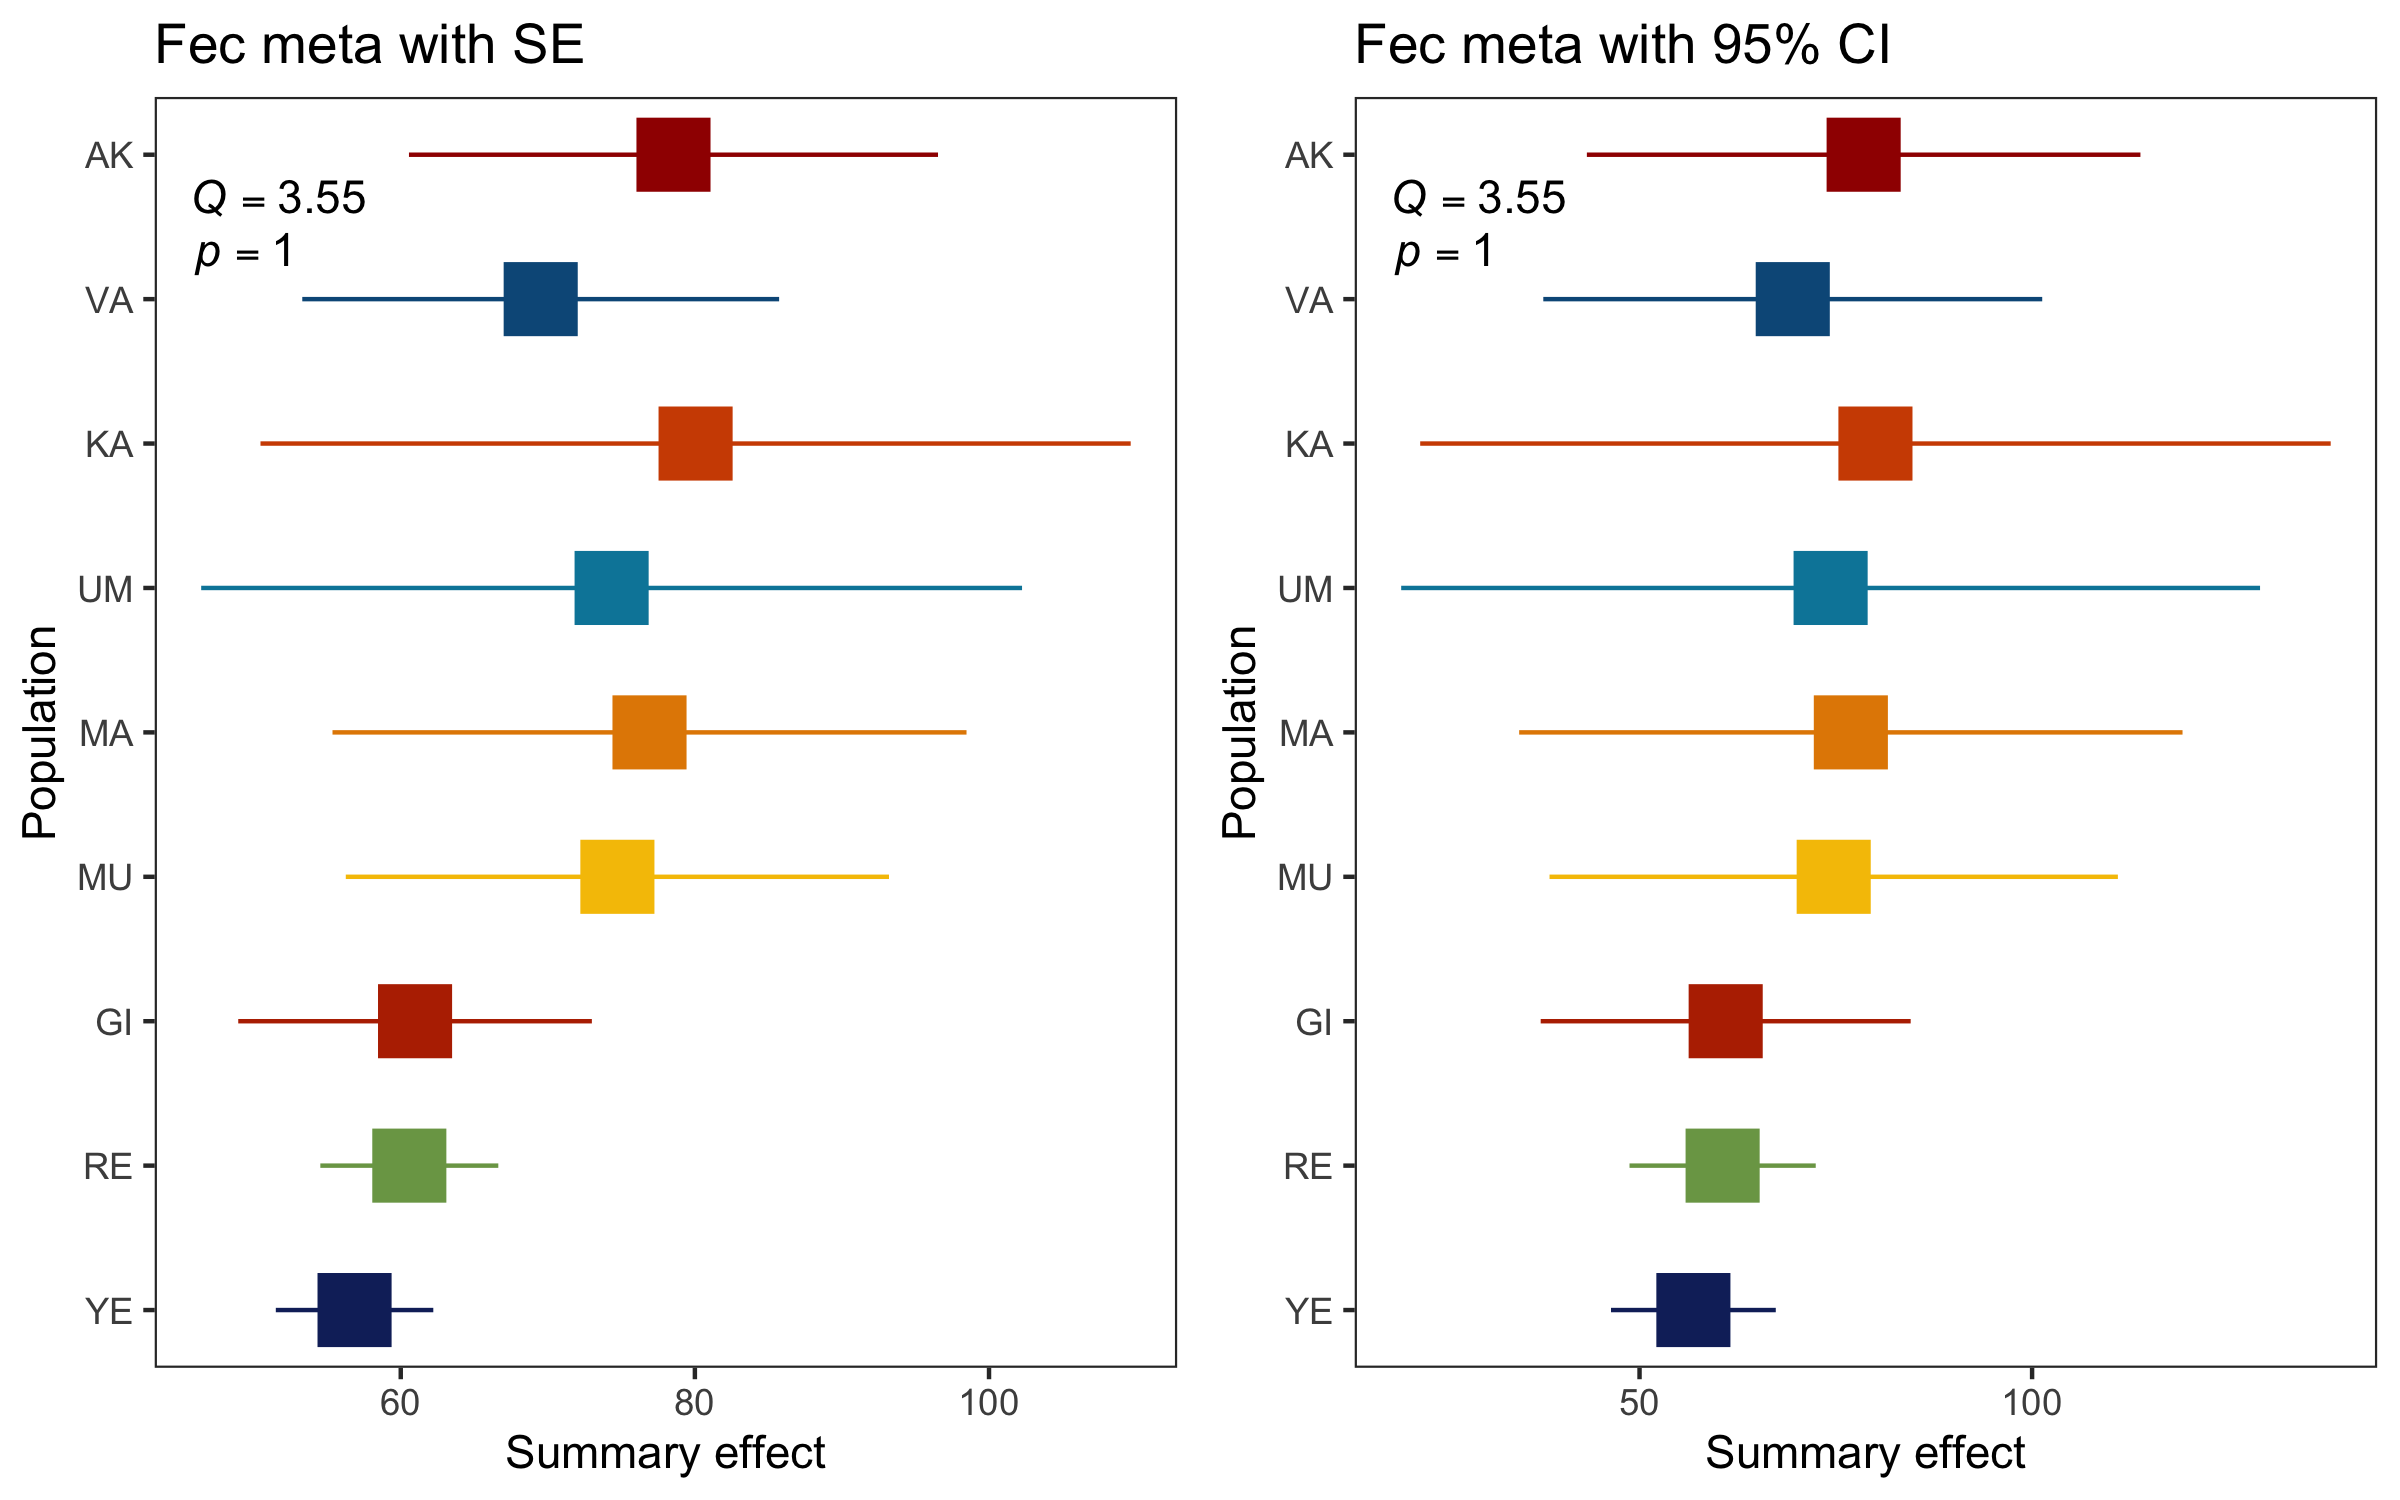 Fec meta with SE
Q = 3.55
p = 1
AK
VA
KA
UM
MA
MU
GI
RE
YE
Population
60 80 100
Summary effect
Fec meta with 95% CI
Q = 3.55
p = 1
AK
VA
KA
UM
MA
MU
GI
RE
YE
Population
50 100
Summary effect